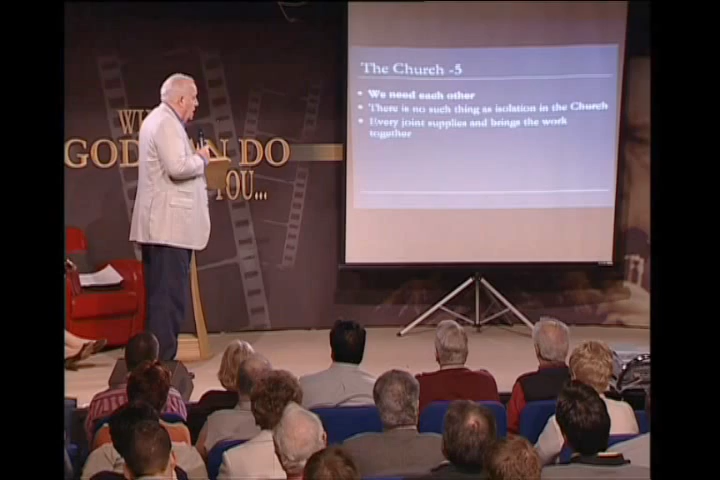 The Church -5
• We need each other
• There is no such thing as isolation in the Church
• Every joint supplies and brings the work
together
GOD DO
YOU...